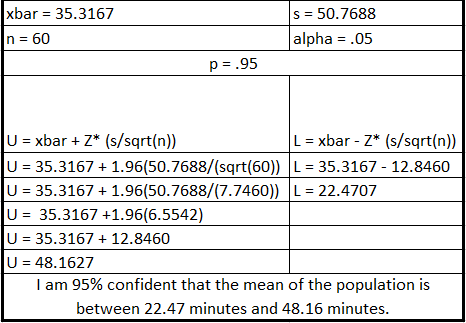 xbar = 35.3167 s = 50.7688
n = 60 alpha = .05
p = .95
U = xbar + Z* (s/sqrt(n)) L = xbar - Z* (s/sqrt(n))
U = 35.3167 + 1.96(50.7688/(sqrt(60)) L = 35.3167 - 12.8460
U = 35.3167 + 1.96(50.7688/(7.7460)) L = 22.4707
U =  35.3167 +1.96(6.5542)
U = 35.3167 + 12.8460
U = 48.1627
I am 95% confident that the mean of the population is
between 22.47 minutes and 48.16 minutes.